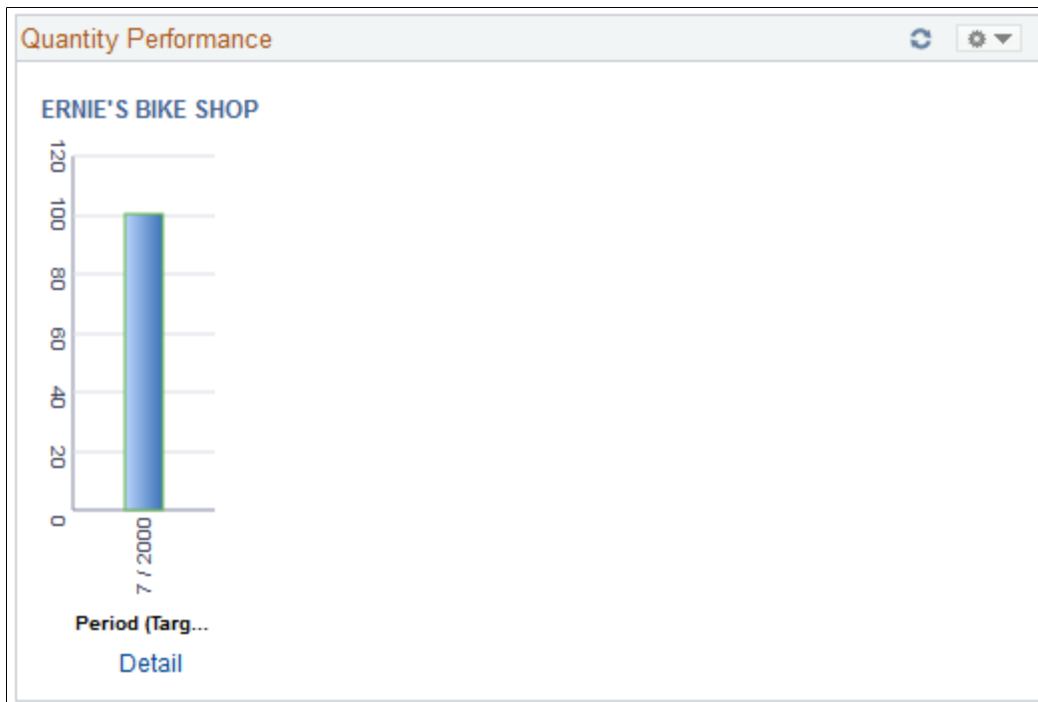 Quantity Performance
ERNIE'S BIKE SHOP
120
100
80
60
40
20
0
7 / 2000
Period (Targ...
Detail